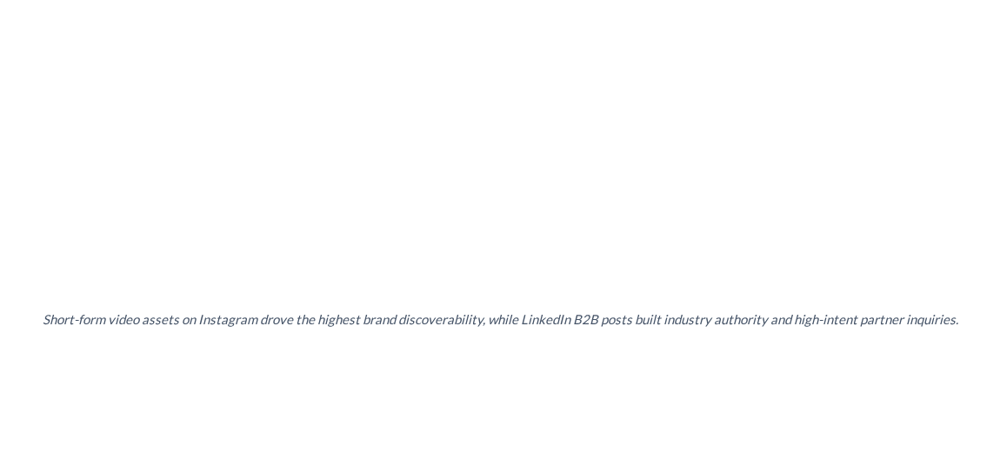 Short-form video assets on Instagram drove the highest brand discoverability, while LinkedIn B2B posts built industry authority and high-intent partner inquiries.